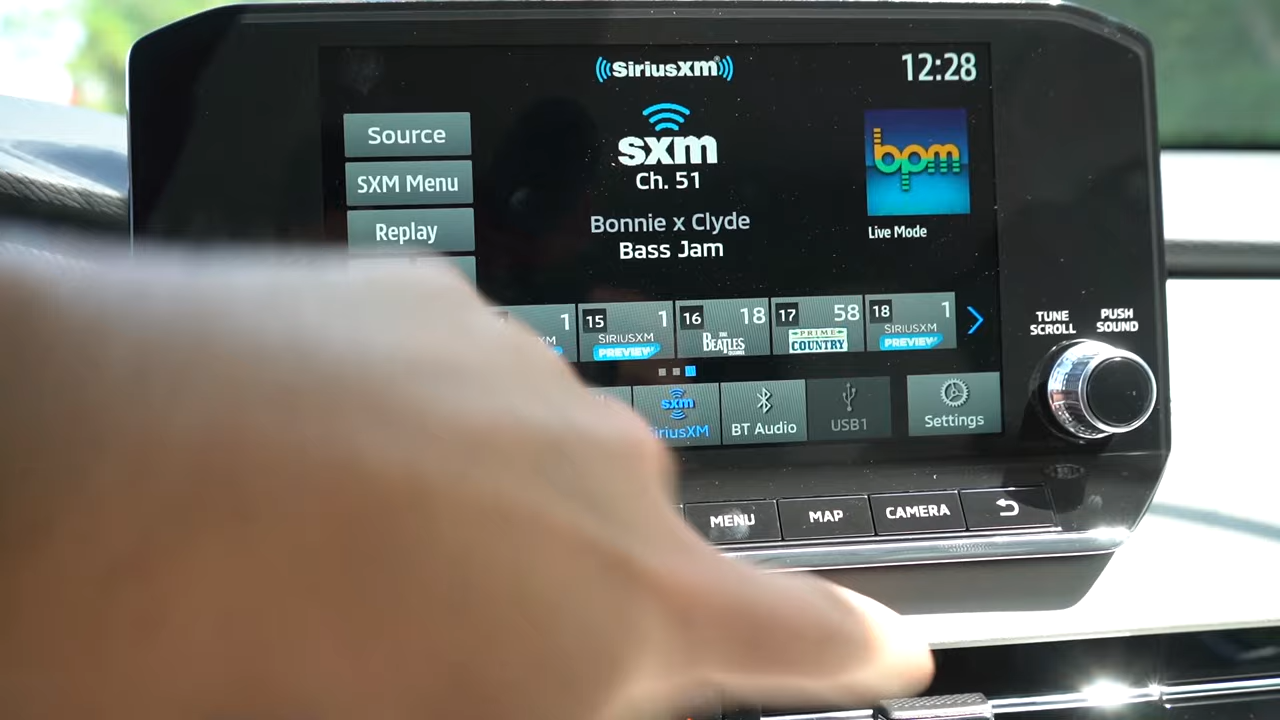 SiriusXM
12:28
Source
SXM Menu
Replay
sxm
Ch. 51
bpm
Live Mode
Bonnie x Clyde
Bass Jam
1
15 1
SIRIUSXM
PREVIEW
16 18
THE BEATLES
17 58
PRIME
COUNTRY
18 1
SIRIUSXM
PREVIEW
TUNE
SCROLL
PUSH
SOUND
sxm
SiriusXM
BT Audio
USB1
Settings
MENU
MAP
CAMERA